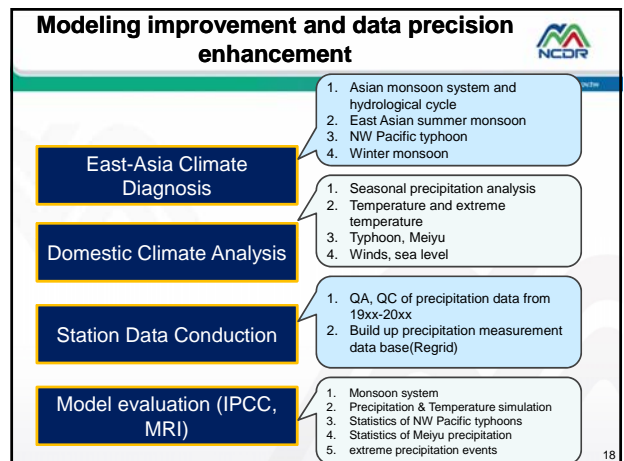 Modeling improvement and data precision
enhancement
NCDR
East-Asia Climate
Diagnosis
1. Asian monsoon system and
hydrological cycle
2. East Asian summer monsoon
3. NW Pacific typhoon
4. Winter monsoon
Domestic Climate Analysis
1. Seasonal precipitation analysis
2. Temperature and extreme
temperature
3. Typhoon, Meiyu
4. Winds, sea level
Station Data Conduction
1. QA, QC of precipitation data from
19xx-20xx
2. Build up precipitation measurement
data base(Regrid)
Model evaluation (IPCC,
MRI)
1. Monsoon system
2. Precipitation & Temperature simulation
3. Statistics of NW Pacific typhoons
4. Statistics of Meiyu precipitation
5. extreme precipitation events
18